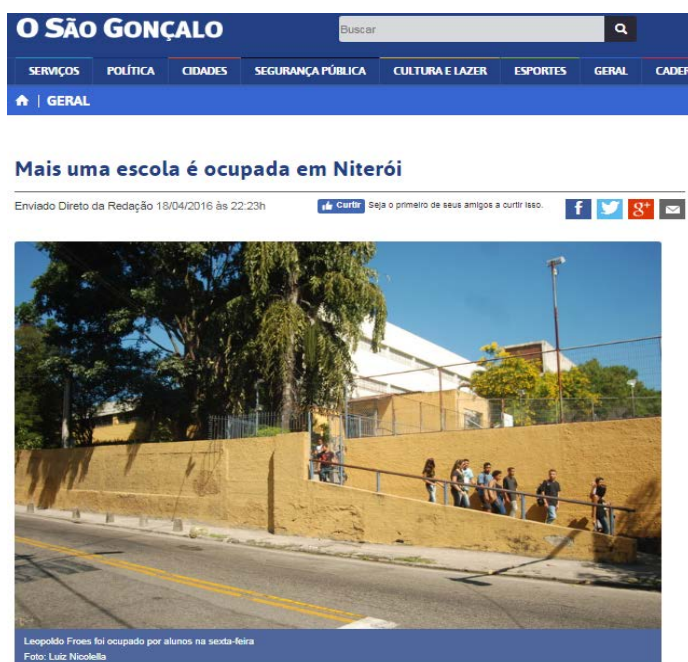 O SÃO GONÇALO
Buscar
SERVIÇOS POLÍTICA CIDADES SEGURANÇA PÚBLICA CULTURA E LAZER ESPORTES GERAL
| GERAL
Mais uma escola é ocupada em Niterói
Enviado Direto da Redação 18/04/2016 às 22:23h Curtir Seja o primeiro de seus amigos a curtir isso. f g+
Leopoldo Froes foi ocupado por alunos na sexta-feira
Foto: Luiz Nicolella